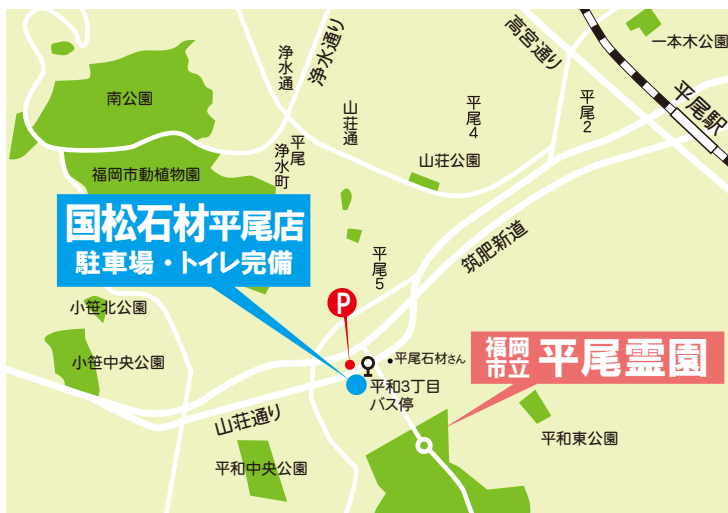 高宮通り
一本木公園
浄水通り
浄水通
南公園
平尾駅
平尾2
平尾4
山荘通
平尾
浄水町
山荘公園
福岡市動植物園
国松石材平尾店
駐車場・トイレ完備
筑肥新道
平尾5
P
小笹北公園
小笹中央公園
平尾石材さん
福岡
市立 平尾霊園
平和3丁目
バス停
山荘通り
平和東公園
平和中央公園